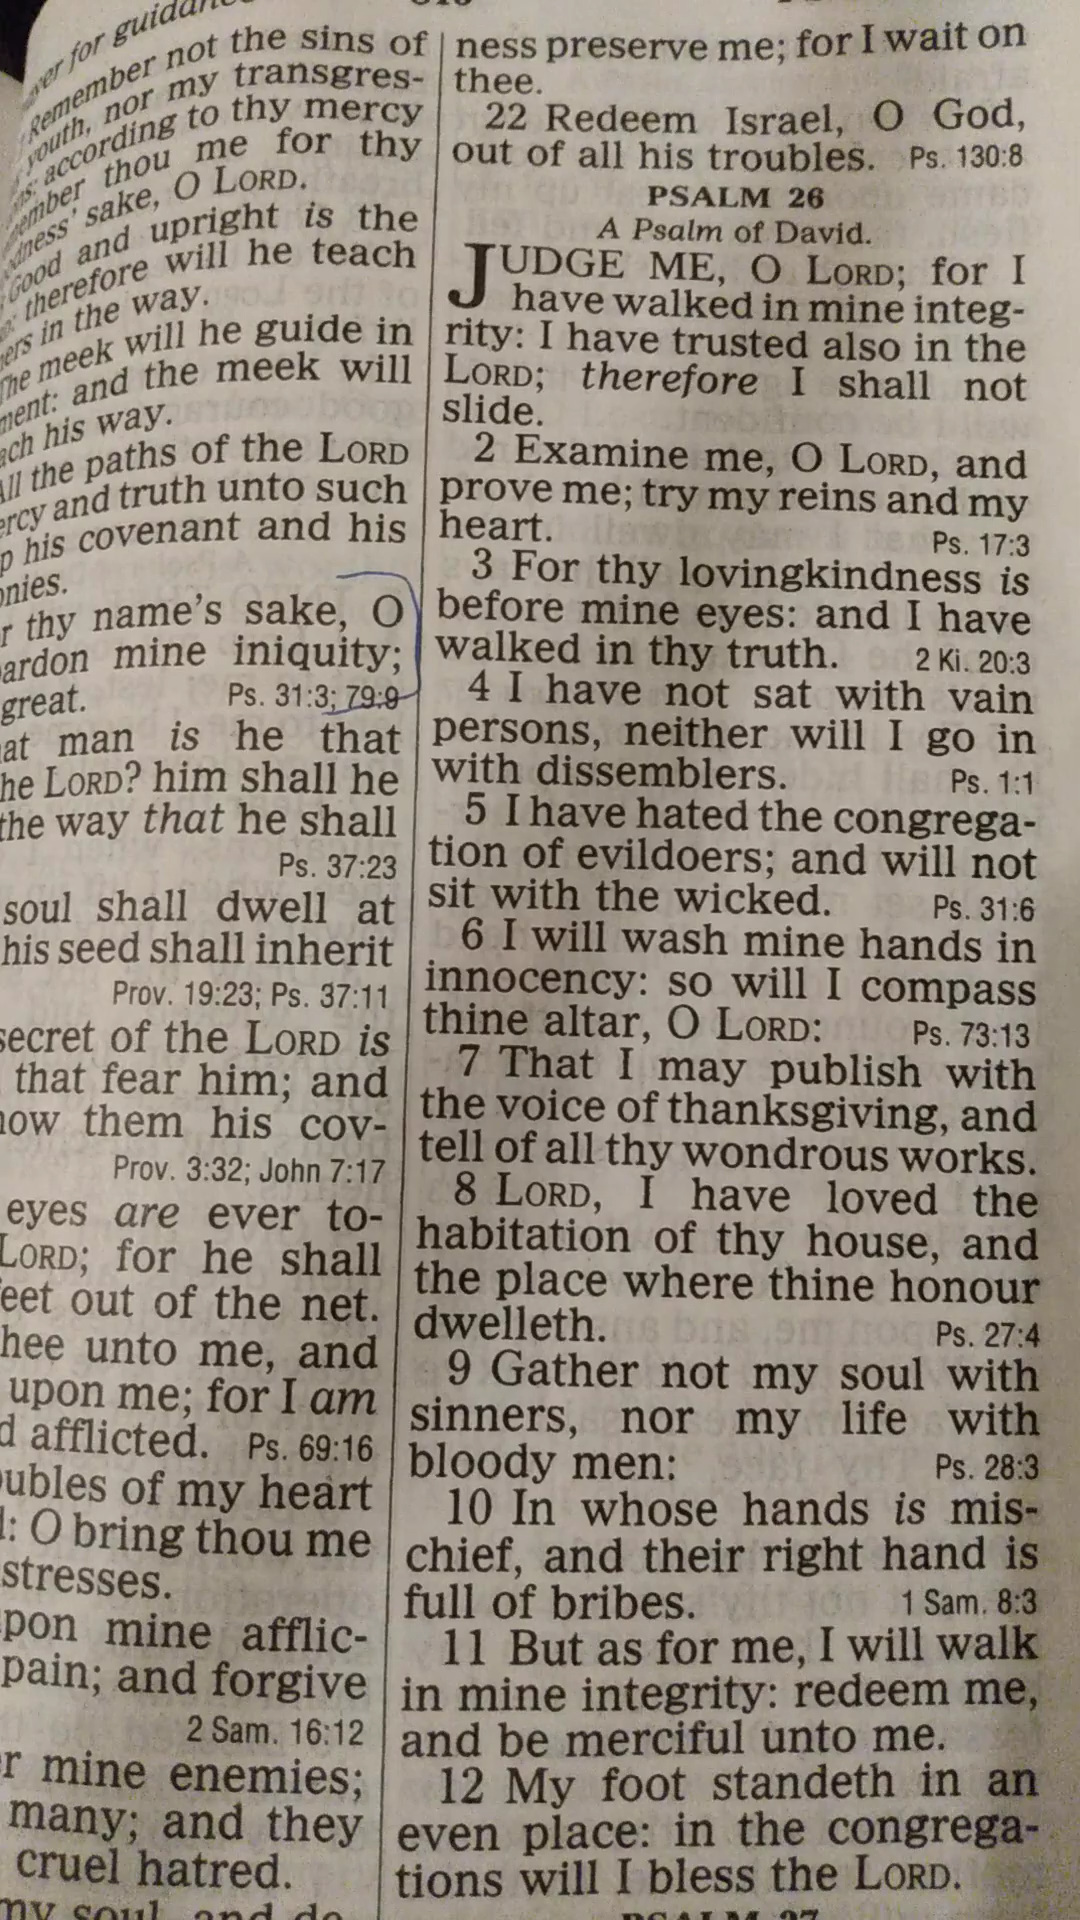 for guidance
Remember not the sins of
youth, nor my transgres-
according to thy mercy
thou me for thy
sake, O LORD.
Good and upright is the
therefore will he teach
in the way.
The meek will he guide in
and the meek will
his way.
All the paths of the LORD
and truth unto such
his covenant and his
thy name's sake, O
mine iniquity;
great. Ps. 31:3; 79:9
man is he that
LORD? him shall he
the way that he shall
Ps. 37:23
soul shall dwell at
his seed shall inherit
Prov. 19:23; Ps. 37:11
secret of the LORD is
that fear him; and
them his cov-
Prov. 3:32; John 7:17
eyes are ever to-
LORD; for he shall
out of the net.
unto me, and
upon me; for I am
afflicted. Ps. 69:16
of my heart
O bring thou me
mine afflic-
pain; and forgive
2 Sam. 16:12
mine enemies;
many; and they
cruel hatred.
ness preserve me; for I wait on
thee.
22 Redeem Israel, O God,
out of all his troubles. Ps. 130:8
PSALM 26
A Psalm of David.
JUDGE ME, O LORD; for I
have walked in mine integ-
rity: I have trusted also in the
LORD; therefore I shall not
slide.
2 Examine me, O LORD, and
prove me; try my reins and my
heart. Ps. 17:3
3 For thy lovingkindness is
before mine eyes: and I have
walked in thy truth. 2 Ki. 20:3
4 I have not sat with vain
persons, neither will I go in
with dissemblers. Ps. 1:1
5 I have hated the congrega-
tion of evildoers; and will not
sit with the wicked. Ps. 31:6
6 I will wash mine hands in
innocency: so will I compass
thine altar, O LORD: Ps. 73:13
7 That I may publish with
the voice of thanksgiving, and
tell of all thy wondrous works.
8 LORD, I have loved the
habitation of thy house, and
the place where thine honour
dwelleth. Ps. 27:4
9 Gather not my soul with
sinners, nor my life with
bloody men: Ps. 28:3
10 In whose hands is mis-
chief, and their right hand is
full of bribes. 1 Sam. 8:3
11 But as for me, I will walk
in mine integrity: redeem me,
and be merciful unto me.
12 My foot standeth in an
even place: in the congrega-
tions will I bless the LORD.
PSALM 27